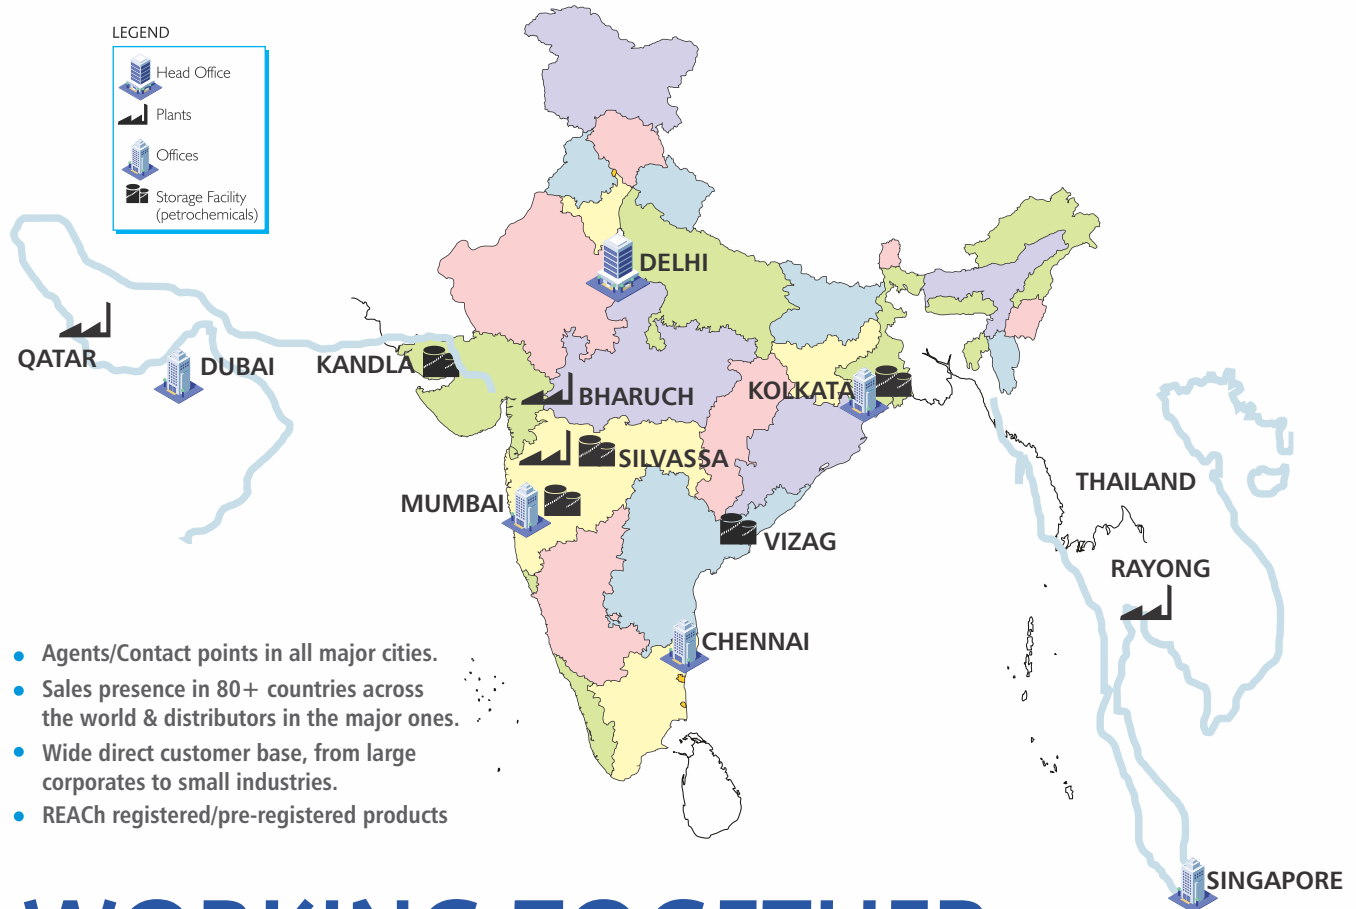 LEGEND
Head Office
Plants
Offices
Storage Facility
(petrochemicals)
DELHI
QATAR
DUBAI
KANDLA
BHARUCH
KOLKATA
SILVASSA
MUMBAI
VIZAG
THAILAND
RAYONG
CHENNAI
SINGAPORE
• Agents/Contact points in all major cities.
• Sales presence in 80+ countries across
the world & distributors in the major ones.
• Wide direct customer base, from large
corporates to small industries.
• REACh registered/pre-registered products
WORKING TOGETHER